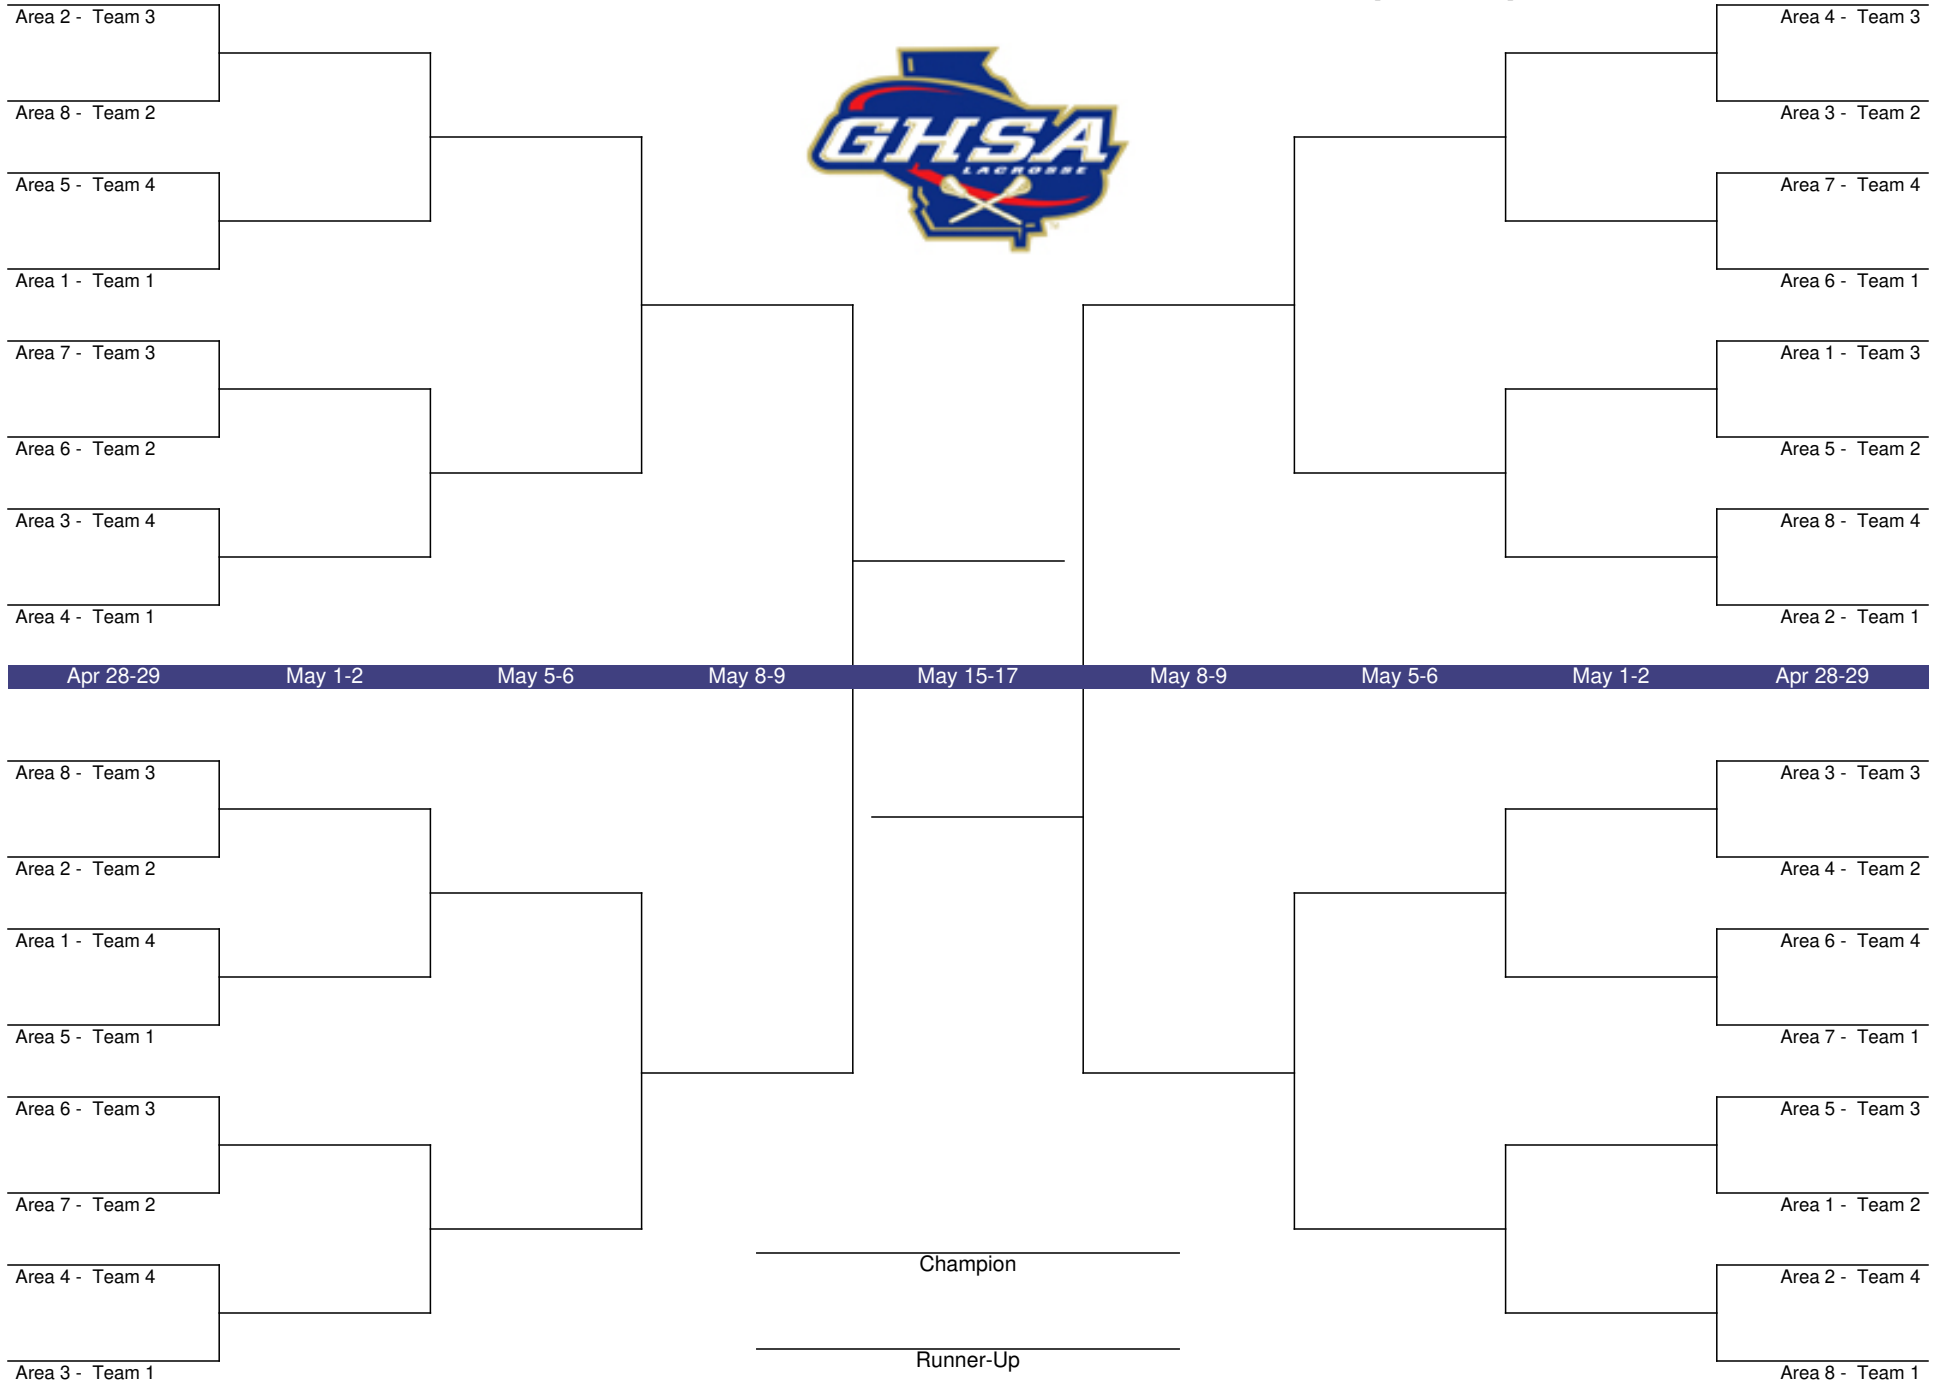 Area 2 - Team 3
Area 8 - Team 2
Area 5 - Team 4
Area 1 - Team 1
Area 7 - Team 3
Area 6 - Team 2
Area 3 - Team 4
Area 4 - Team 1
GHSA
LACROSSE
Area 4 - Team 3
Area 3 - Team 2
Area 7 - Team 4
Area 6 - Team 1
Area 1 - Team 3
Area 5 - Team 2
Area 8 - Team 4
Area 2 - Team 1
Apr 28-29 May 1-2 May 5-6 May 8-9 May 15-17 May 8-9 May 5-6 May 1-2 Apr 28-29
Area 8 - Team 3
Area 2 - Team 2
Area 1 - Team 4
Area 5 - Team 1
Area 6 - Team 3
Area 7 - Team 2
Area 4 - Team 4
Area 3 - Team 1
Champion
Runner-Up
Area 3 - Team 3
Area 4 - Team 2
Area 6 - Team 4
Area 7 - Team 1
Area 5 - Team 3
Area 1 - Team 2
Area 2 - Team 4
Area 8 - Team 1